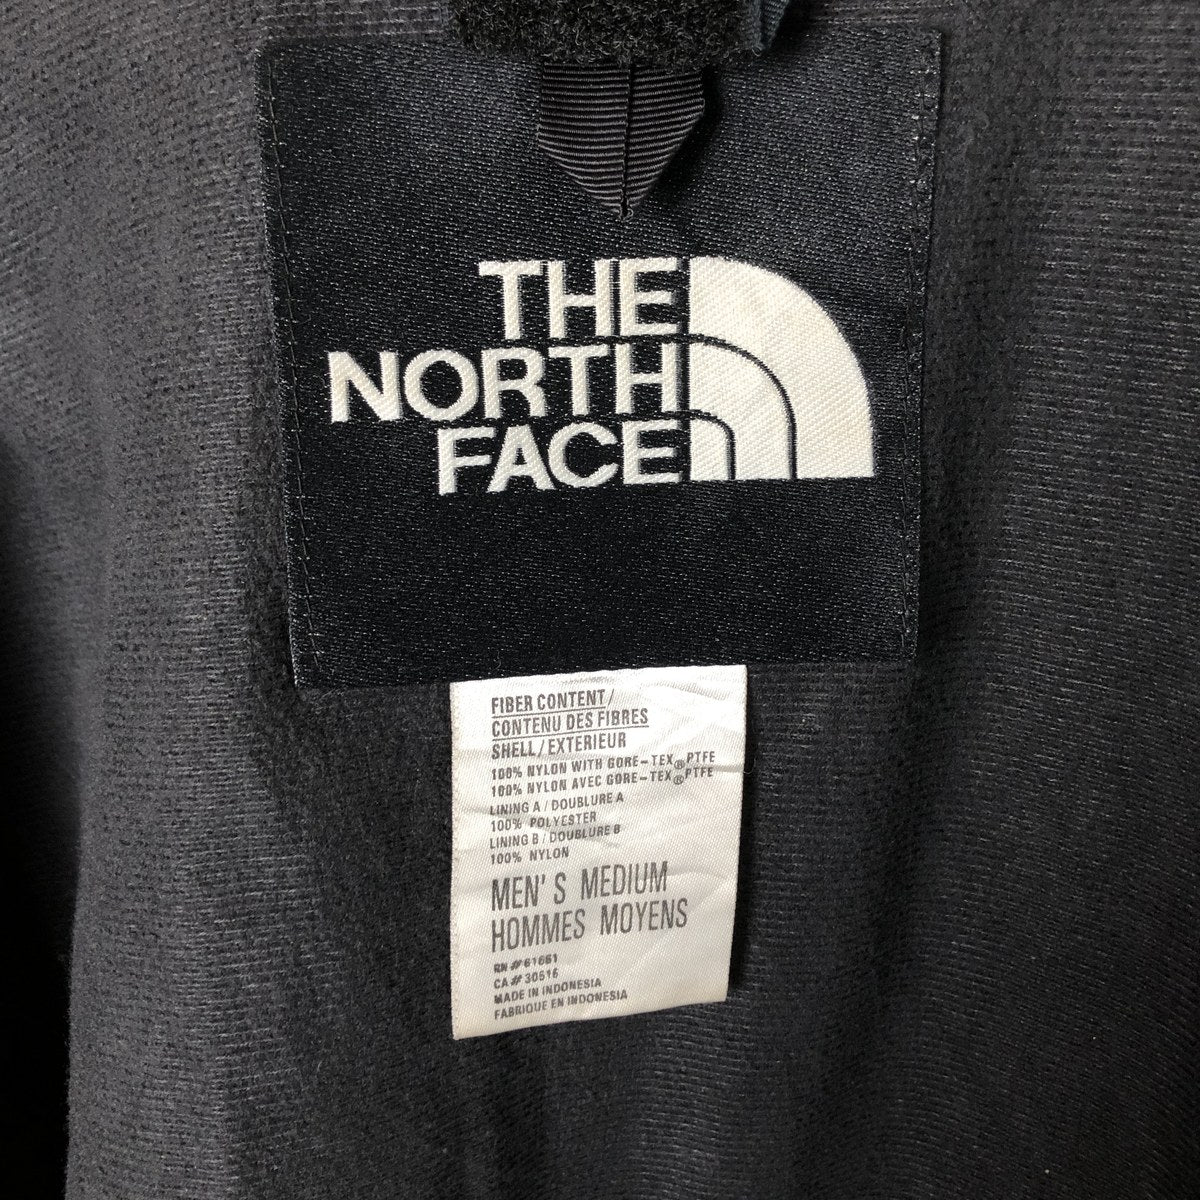 THE
NORTH
FACE
FIBER CONTENT/
CONTENU DES FIBRES
SHELL/EXTERIEUR
100% NYLON WITH GORE-TEX®PTFE
100% NYLON AVEC GORE-TEX®PTFE
LINING A / DOUBLURE A
100% POLYESTER
LINING B / DOUBLURE B
100% NYLON
MEN'S MEDIUM
HOMMES MOYENS
RN#61661
CA#30516
MADE IN INDONESIA
FABRIQUE EN INDONESIA